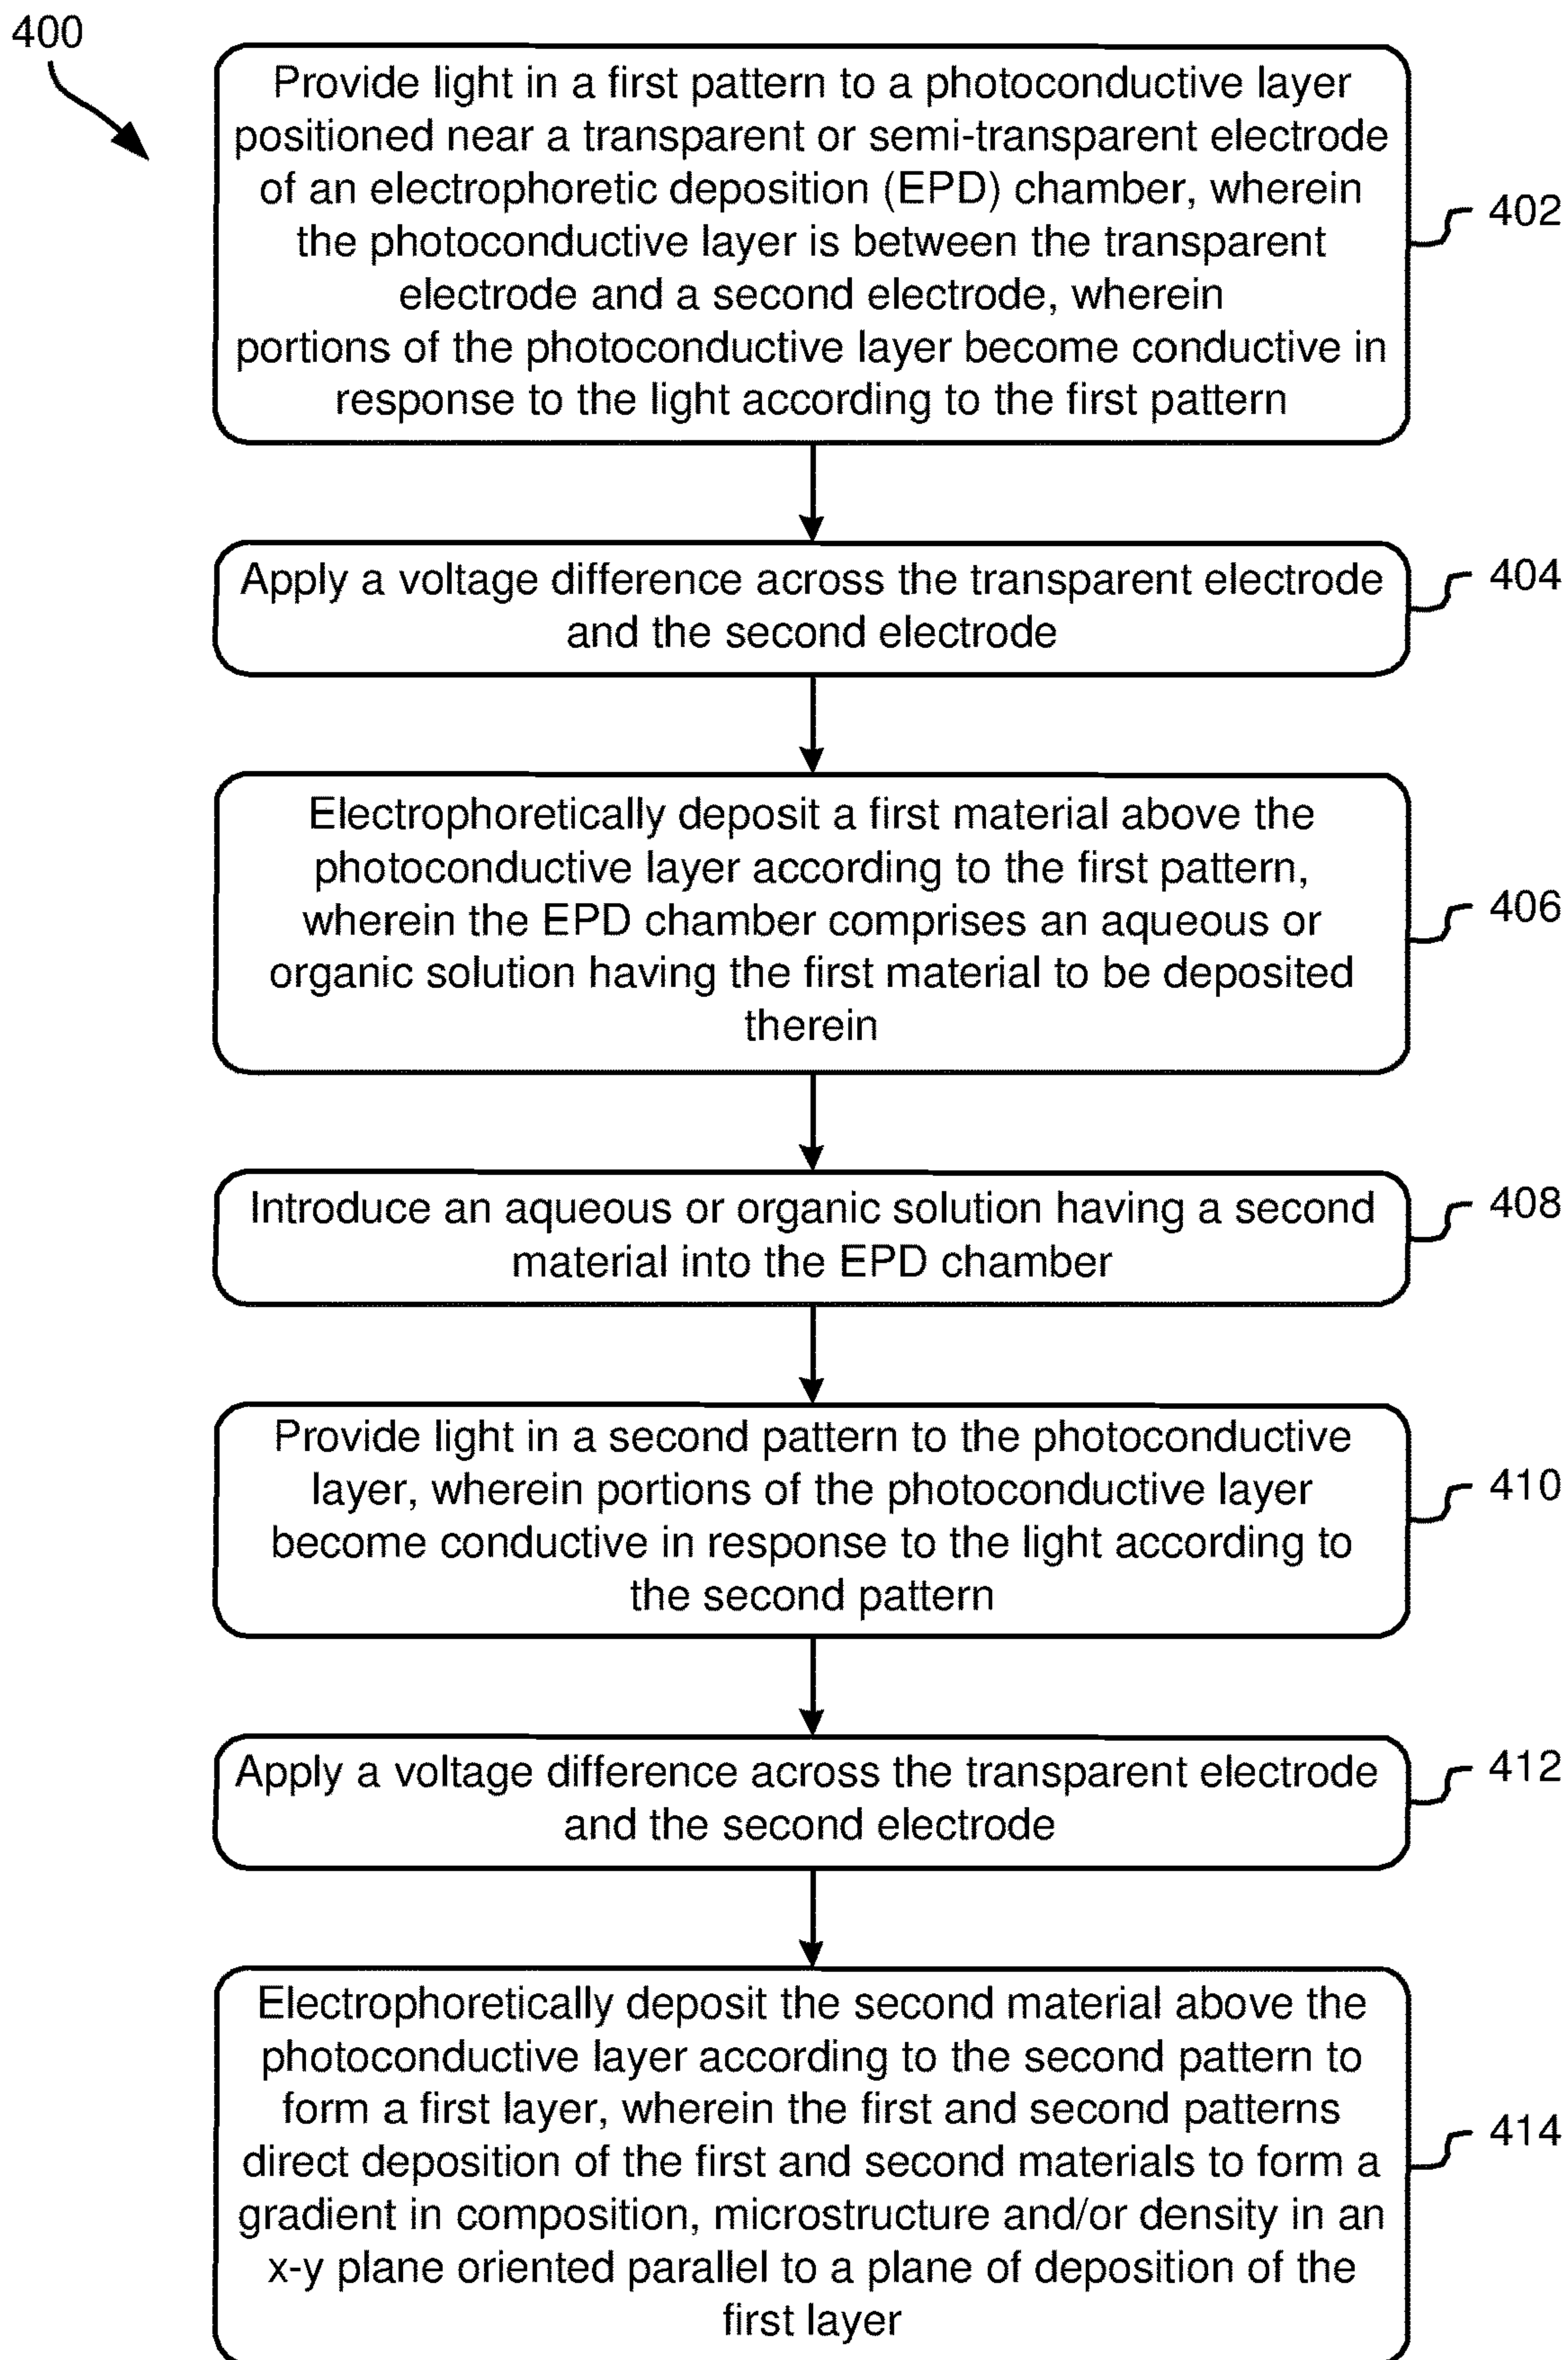 400
Provide light in a first pattern to a photoconductive layer
positioned near a transparent or semi-transparent electrode
of an electrophoretic deposition (EPD) chamber, wherein
the photoconductive layer is between the transparent
electrode and a second electrode, wherein
portions of the photoconductive layer become conductive in
response to the light according to the first pattern
402
Apply a voltage difference across the transparent electrode
and the second electrode
404
Electrophoretically deposit a first material above the
photoconductive layer according to the first pattern,
wherein the EPD chamber comprises an aqueous or
organic solution having the first material to be deposited
therein
406
Introduce an aqueous or organic solution having a second
material into the EPD chamber
408
Provide light in a second pattern to the photoconductive
layer, wherein portions of the photoconductive layer
become conductive in response to the light according to
the second pattern
410
Apply a voltage difference across the transparent electrode
and the second electrode
412
Electrophoretically deposit the second material above the
photoconductive layer according to the second pattern to
form a first layer, wherein the first and second patterns
direct deposition of the first and second materials to form a
gradient in composition, microstructure and/or density in an
x-y plane oriented parallel to a plane of deposition of the
first layer
414